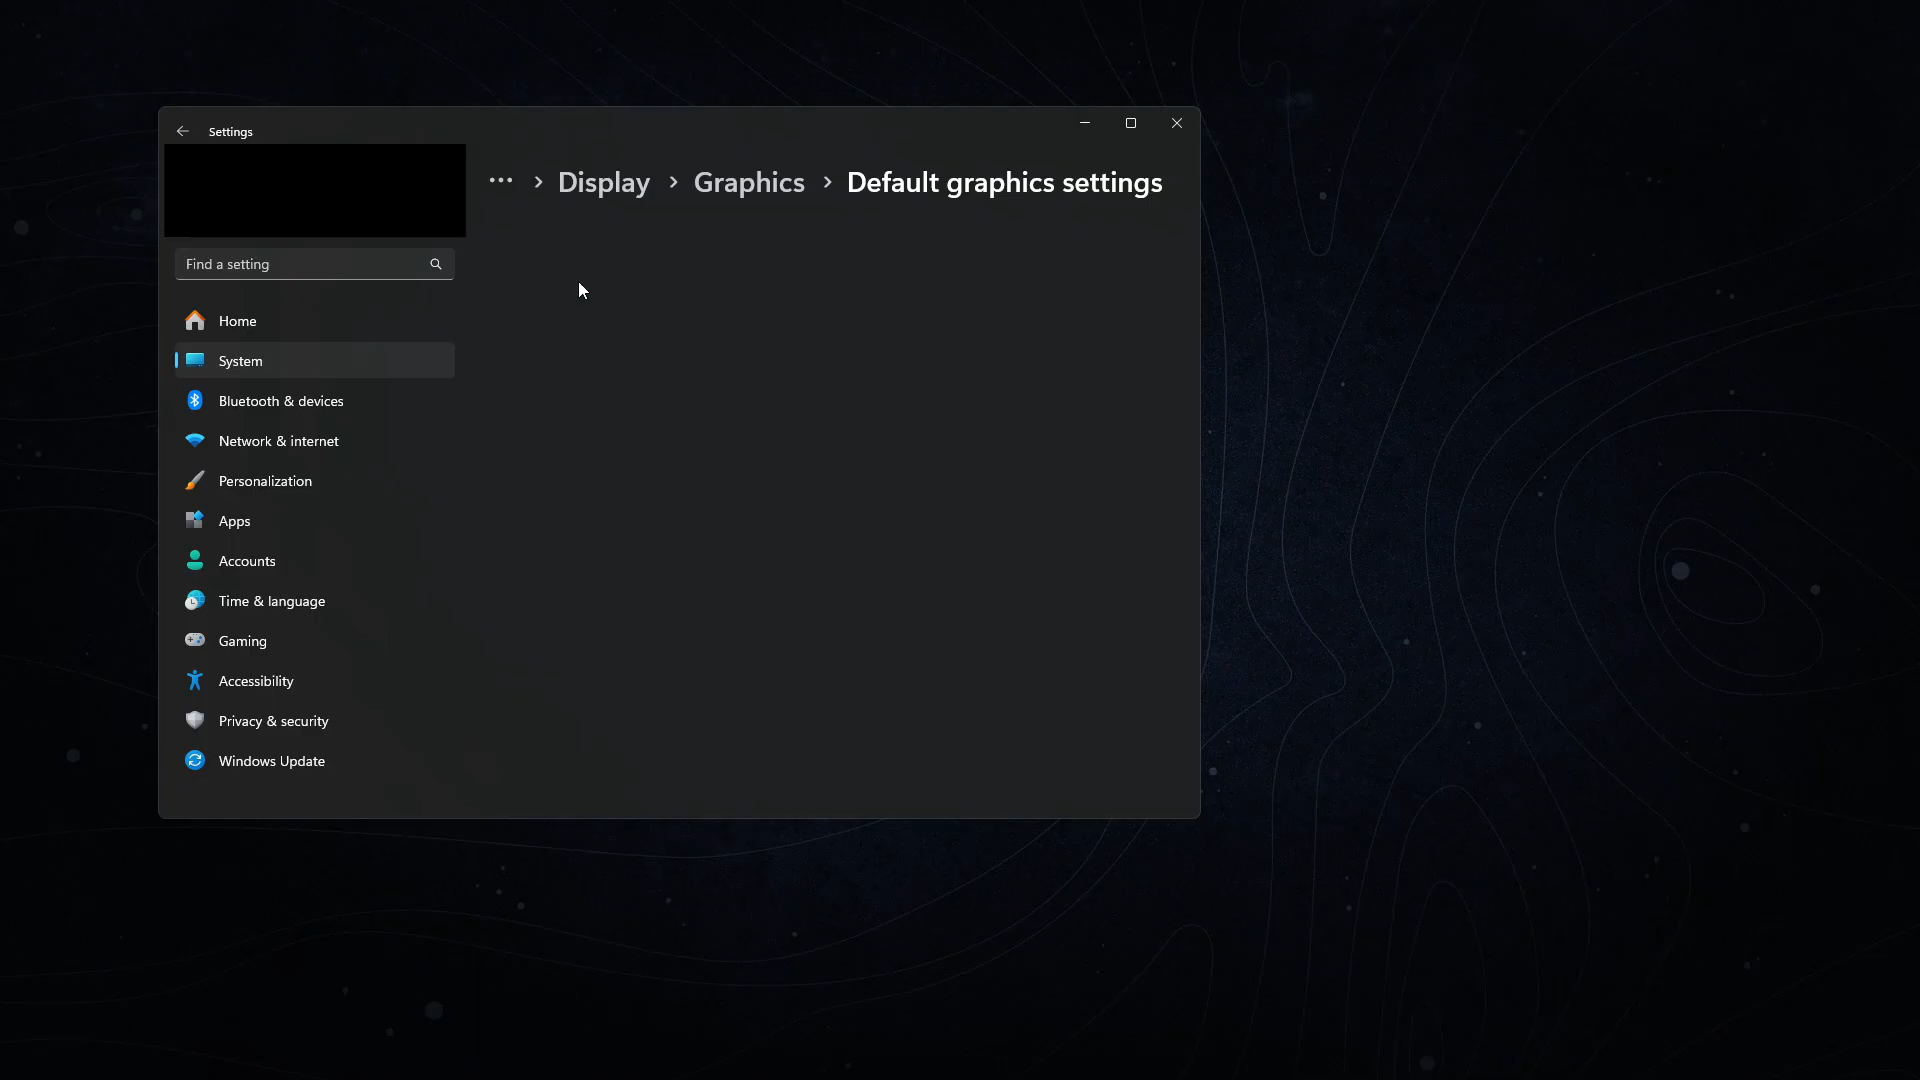 Settings
··· › Display › Graphics › Default graphics settings
Find a setting
Home
System
Bluetooth & devices
Network & internet
Personalization
Apps
Accounts
Time & language
Gaming
Accessibility
Privacy & security
Windows Update